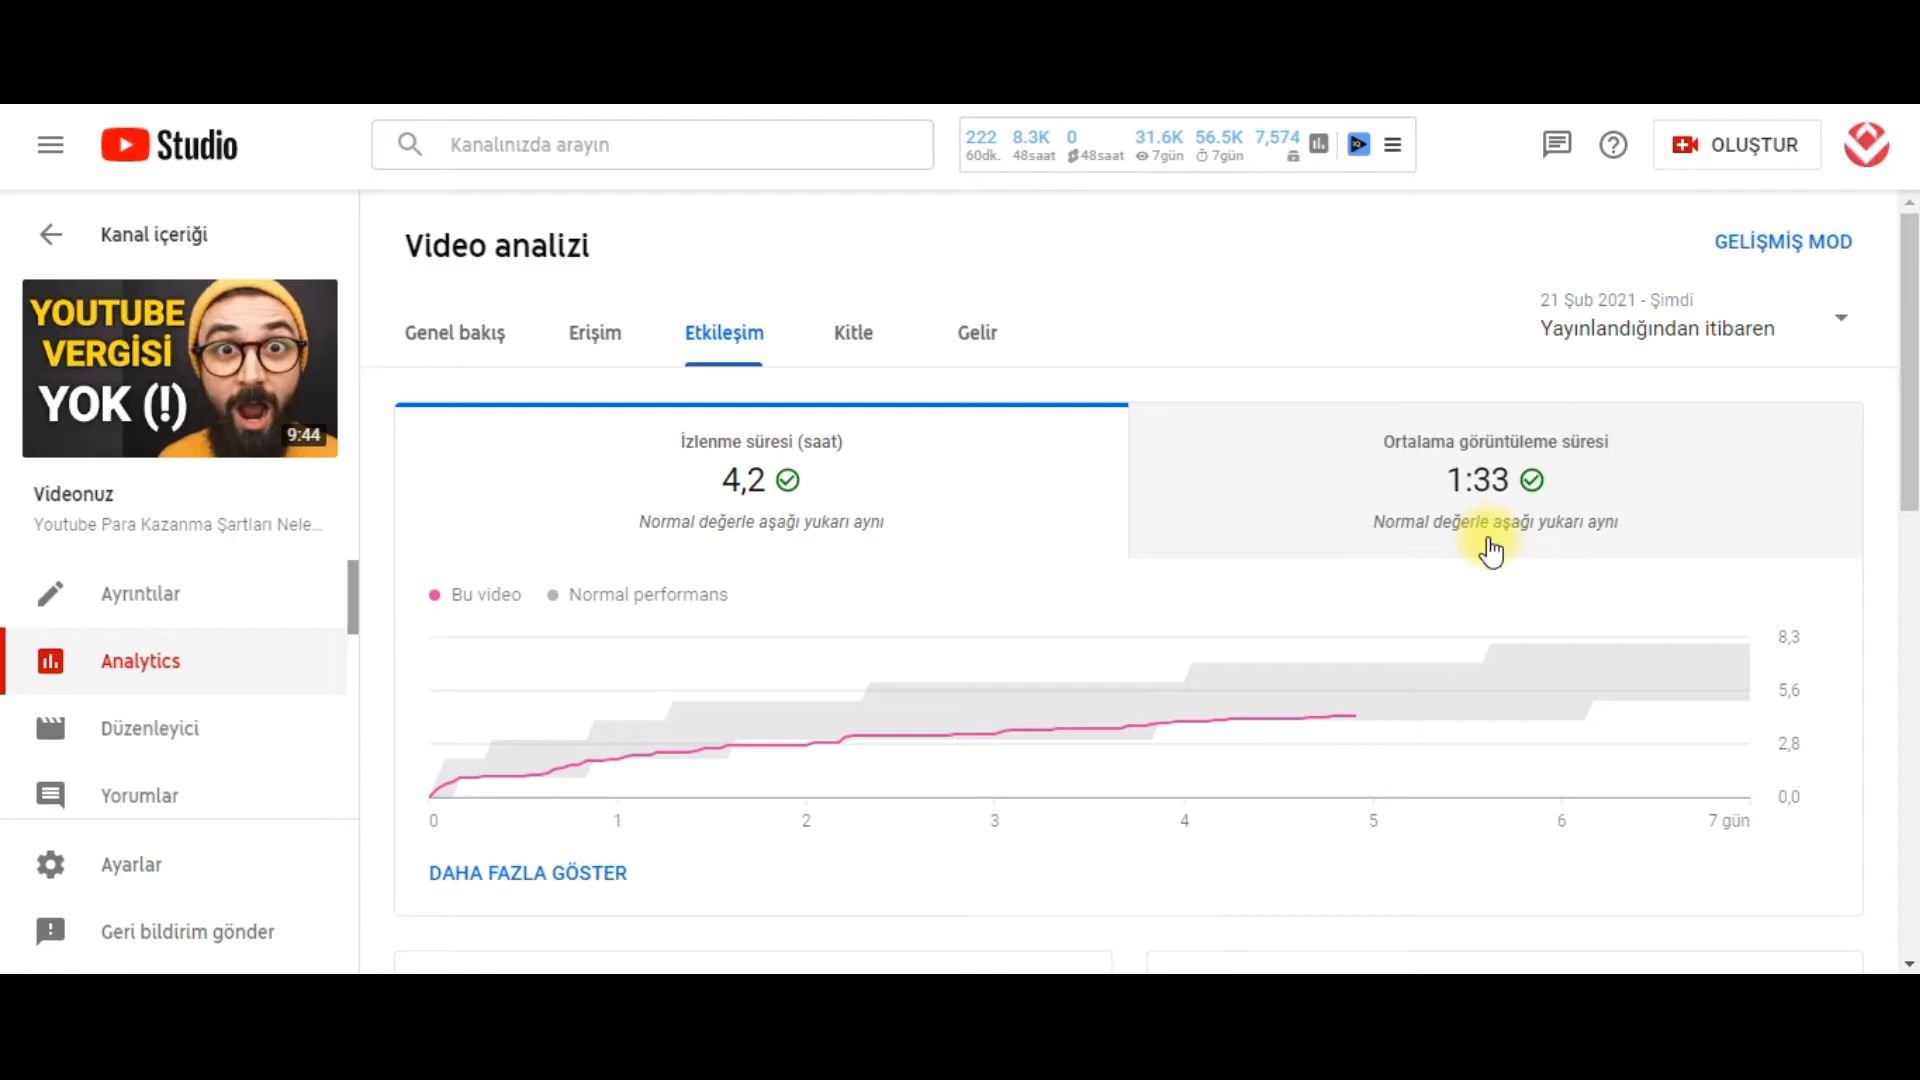 Studio
Kanalınızda arayın
222 8.3K 0 31.6K 56.5K 7,574
60dk. 48saat 48saat 7gün 7gün
OLUŞTUR
Kanal içeriği
YOUTUBE
VERGİSİ
YOK (!)
9:44
Videonuz
Youtube Para Kazanma Şartları Nele...
Ayrıntılar
Analytics
Düzenleyici
Yorumlar
Ayarlar
Geri bildirim gönder
Video analizi
GELİŞMİŞ MOD
21 Şub 2021 - Şimdi
Yayınlandığından itibaren
Genel bakış Erişim Etkileşim Kitle Gelir
İzlenme süresi (saat)
4,2
Normal değerle aşağı yukarı aynı
Ortalama görüntüleme süresi
1:33
Normal değerle aşağı yukarı aynı
Bu video Normal performans
8,3
5,6
2,8
0,0
0 1 2 3 4 5 6 7 gün
DAHA FAZLA GÖSTER